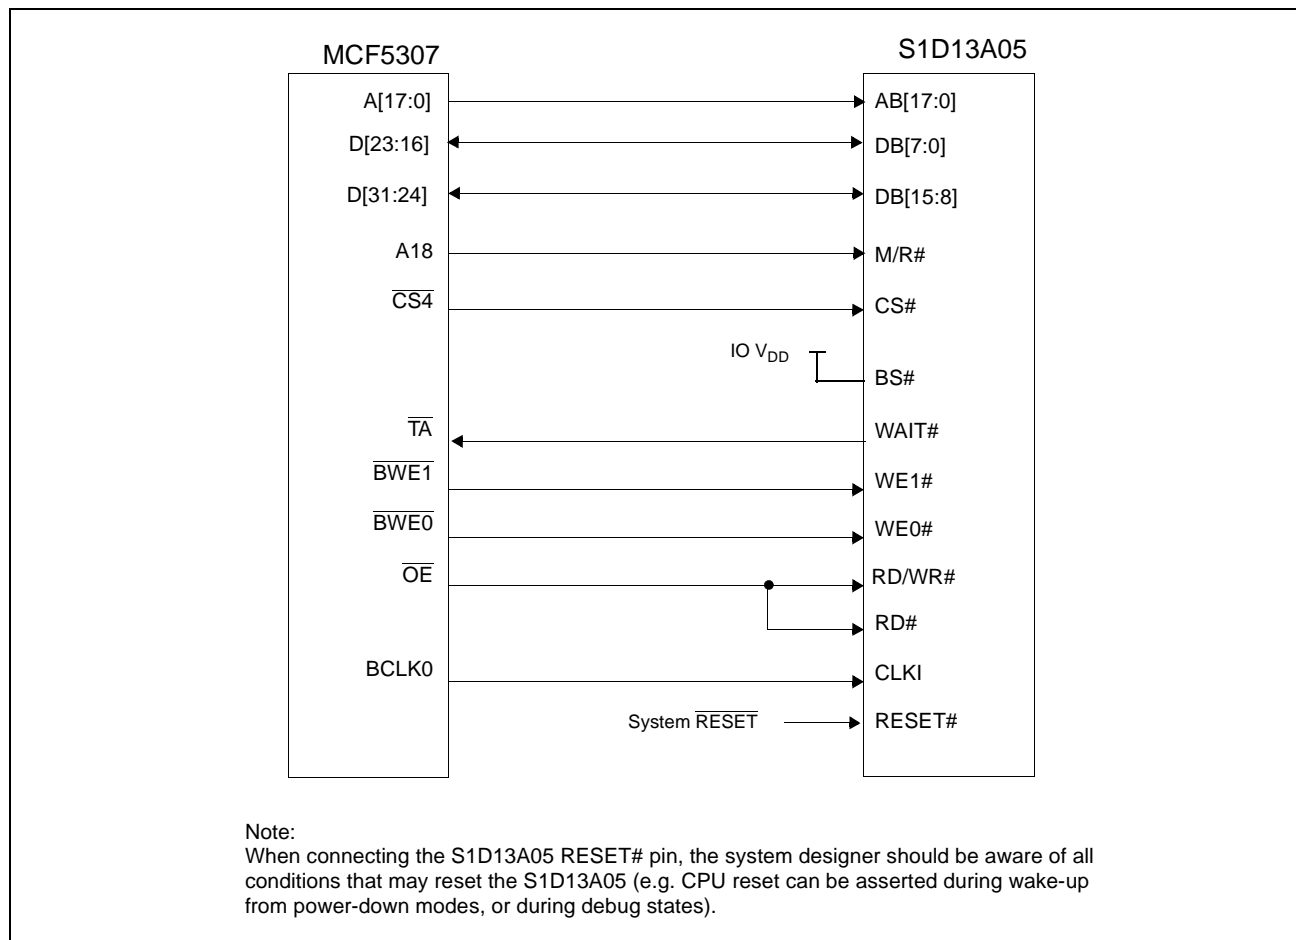 MCF5307 S1D13A05
A[17:0] AB[17:0]
D[23:16] DB[7:0]
D[31:24] DB[15:8]
A18 M/R#
CS4 CS#
IO VDD
BS#
TA WAIT#
BWE1 WE1#
BWE0 WE0#
OE RD/WR#
RD#
BCLK0 CLKI
System RESET RESET#
Note:
When connecting the S1D13A05 RESET# pin, the system designer should be aware of all
conditions that may reset the S1D13A05 (e.g. CPU reset can be asserted during wake-up
from power-down modes, or during debug states).